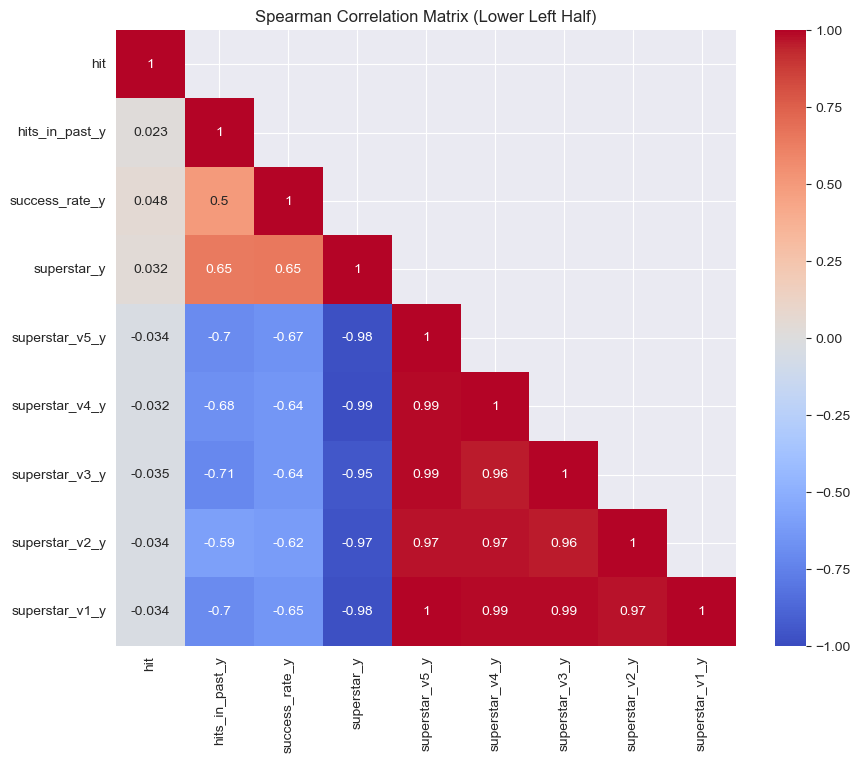 Spearman Correlation Matrix (Lower Left Half)
hit
1
hits_in_past_y
0.023
1
success_rate_y
0.048
0.5
1
superstar_y
0.032
0.65
0.65
1
superstar_v5_y
-0.034
-0.7
-0.67
-0.98
1
superstar_v4_y
-0.032
-0.68
-0.64
-0.99
0.99
1
superstar_v3_y
-0.035
-0.71
-0.64
-0.95
0.99
0.96
1
superstar_v2_y
-0.034
-0.59
-0.62
-0.97
0.97
0.97
0.96
1
superstar_v1_y
-0.034
-0.7
-0.65
-0.98
1
0.99
0.99
0.97
1
hit
hits_in_past_y
success_rate_y
superstar_y
superstar_v5_y
superstar_v4_y
superstar_v3_y
superstar_v2_y
superstar_v1_y
1.00
0.75
0.50
0.25
0.00
−0.25
−0.50
−0.75
−1.00